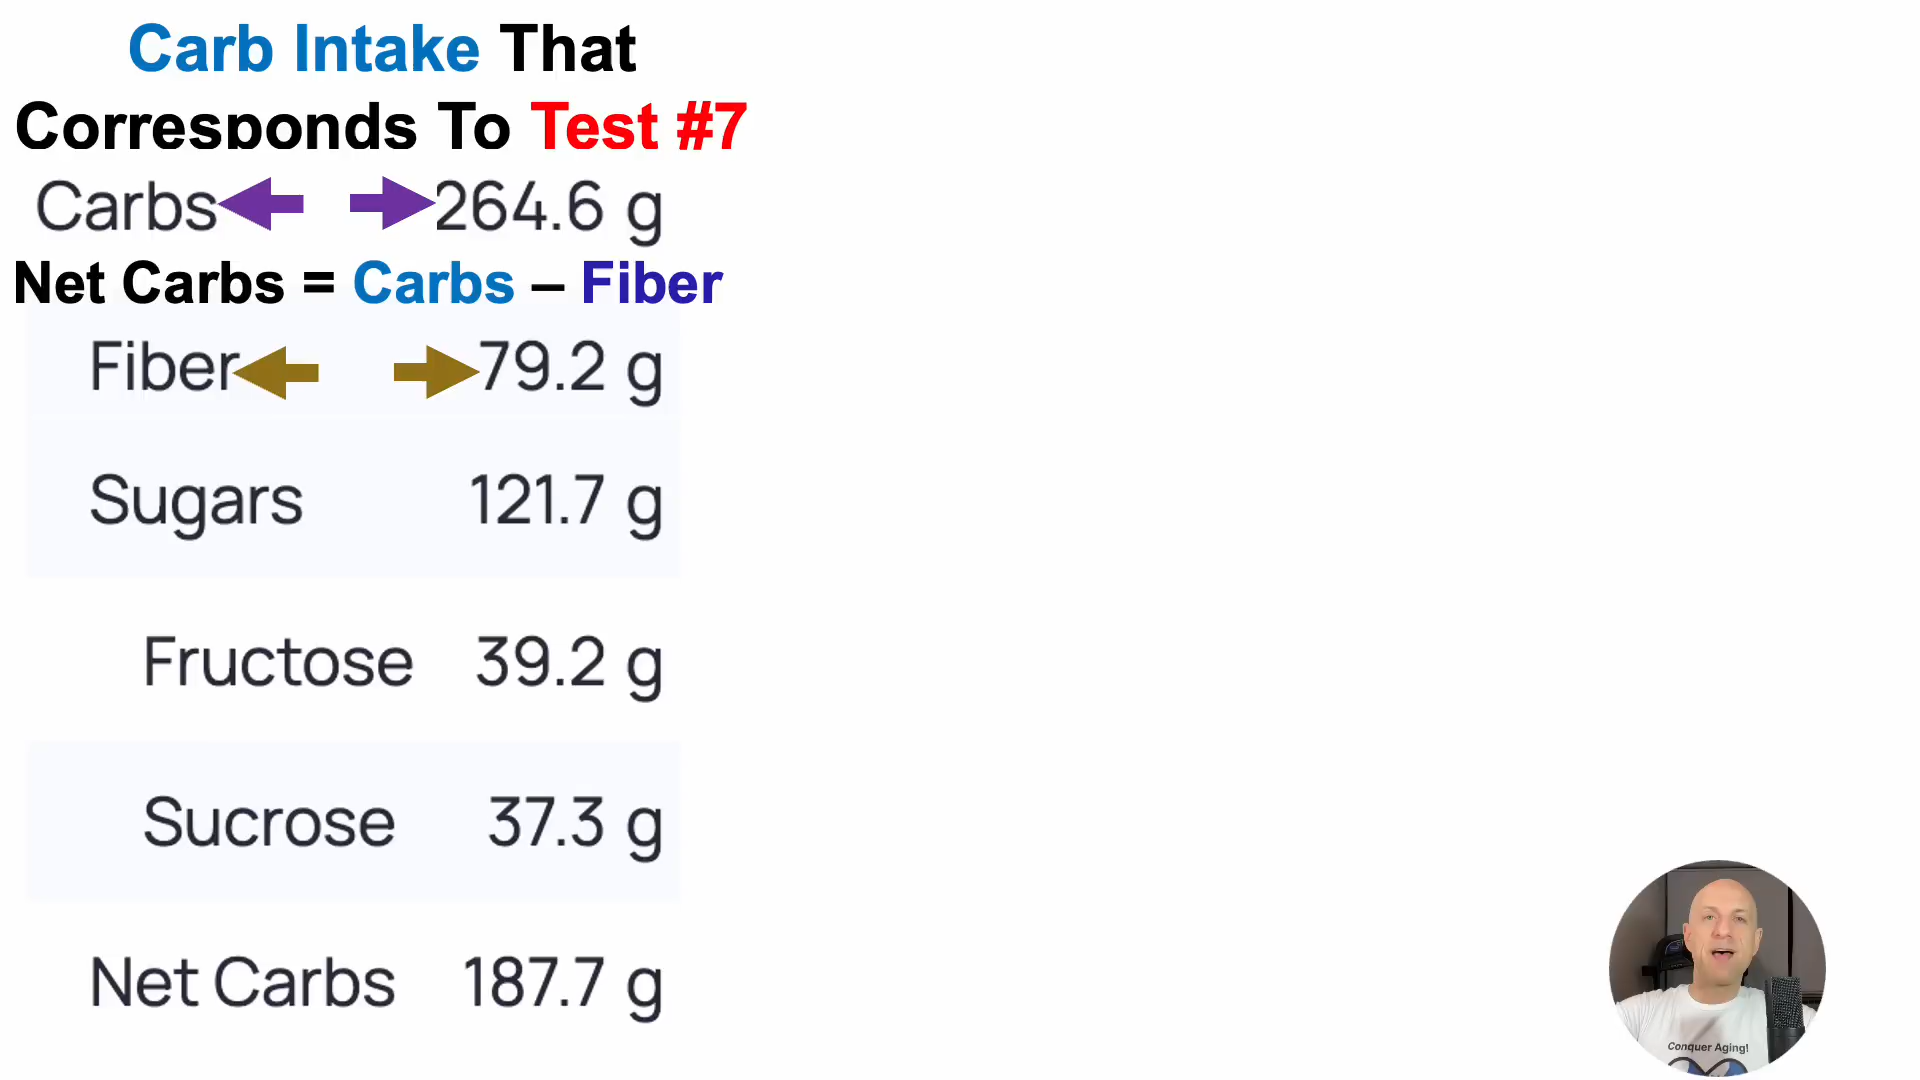 Carb Intake That
Corresponds To Test #7
Carbs 264.6 g
Net Carbs = Carbs – Fiber
Fiber 79.2 g
Sugars 121.7 g
Fructose 39.2 g
Sucrose 37.3 g
Net Carbs 187.7 g
Conquer Aging!